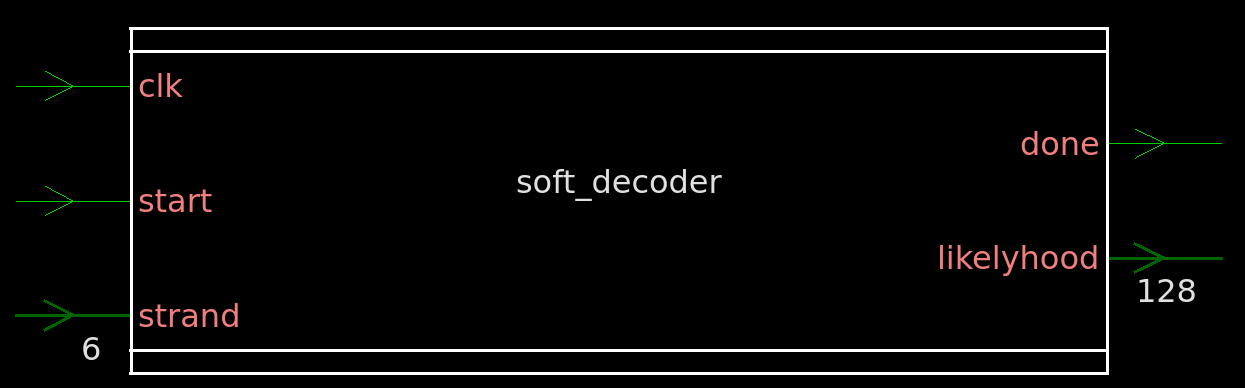 clk
done
soft_decoder
start
likelyhood
128
strand
6